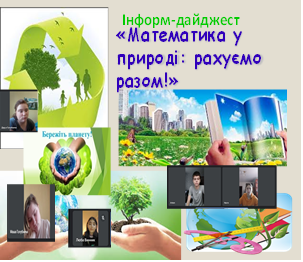 Інформ-дайджест
«Математика у
природі: рахуємо
разом!»
Бережіть планету!